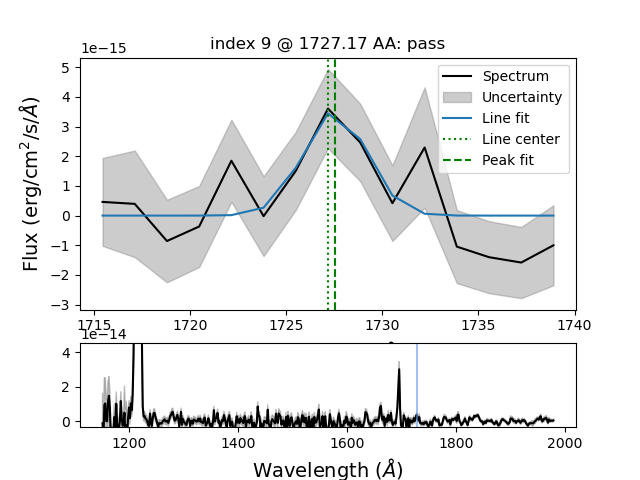 index 9 @ 1727.17 AA: pass
1e−15
Flux (erg/cm²/s/Å)
5
4
3
2
1
0
−1
−2
−3
Spectrum
Uncertainty
Line fit
Line center
Peak fit
1715 1720 1725 1730 1735 1740
1e−14
4
2
0
1200 1400 1600 1800 2000
Wavelength (Å)